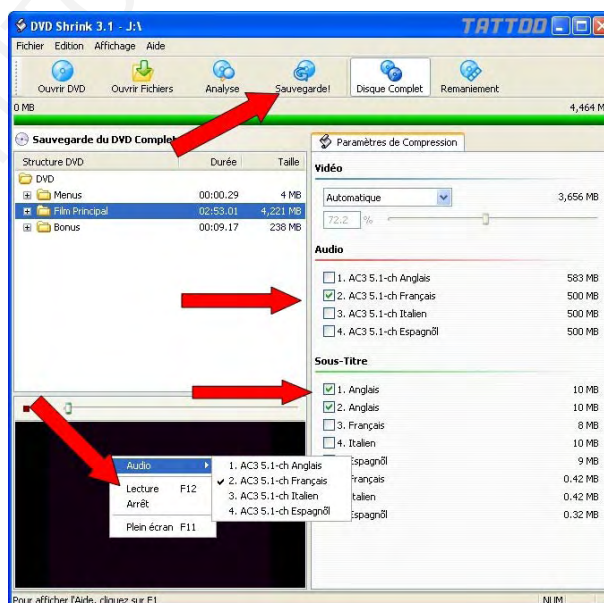 DVD Shrink 3.1 - J:\
TATTOO
Fichier Edition Affichage Aide
Ouvrir DVD Ouvrir Fichiers Analyse Sauvegarde! Disque Complet Remaniement
0 MB 4,464 M
Sauvegarde du DVD Complet
Structure DVD Durée Taille
DVD
Menus 00:00.29 4 MB
Film Principal 02:53.01 4,221 MB
Bonus 00:09.17 238 MB
Paramètres de Compression
Vidéo
Automatique 3,656 MB
72.2 %
Audio
1. AC3 5.1-ch Anglais 583 MB
2. AC3 5.1-ch Français 500 MB
3. AC3 5.1-ch Italien 500 MB
4. AC3 5.1-ch Espagnõl 500 MB
Sous-Titre
1. Anglais 10 MB
2. Anglais 10 MB
3. Français 8 MB
4. Italien 10 MB
Espagnõl 9 MB
rançais 0.42 MB
talien 0.42 MB
spagnõl 0.32 MB
Audio
Lecture F12
Arrêt
Plein écran F11
1. AC3 5.1-ch Anglais
2. AC3 5.1-ch Français
3. AC3 5.1-ch Italien
4. AC3 5.1-ch Espagnõl
Pour afficher l'Aide, cliquez sur F1 NUM